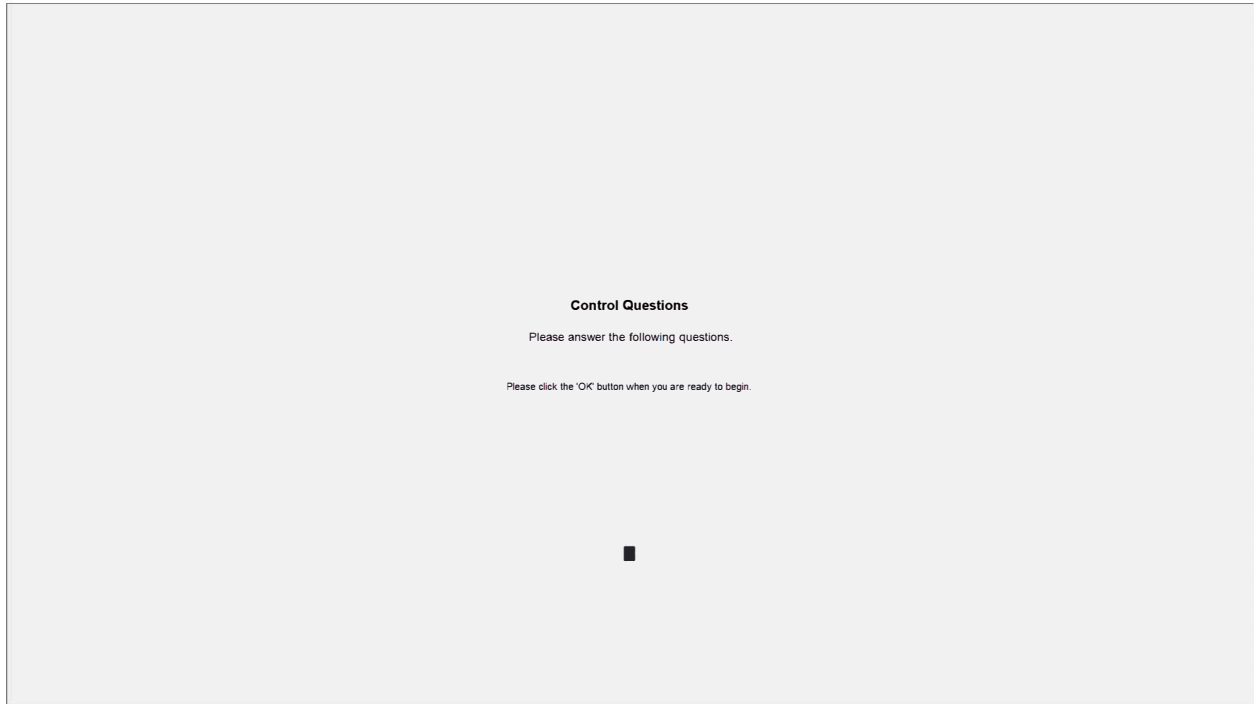 Control Questions
Please answer the following questions.
Please click the 'OK' button when you are ready to begin.